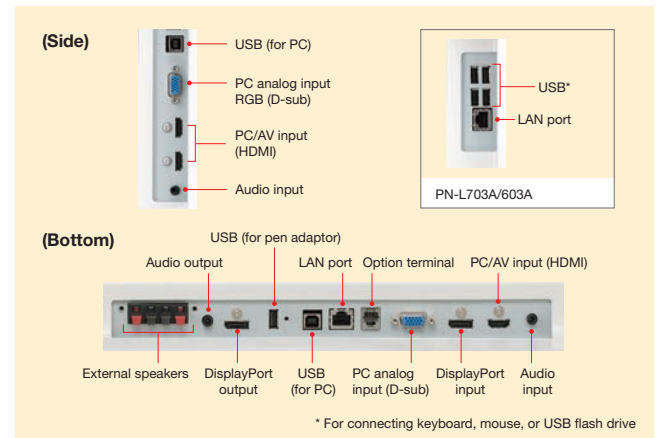 (Side)
USB (for PC)
PC analog input
RGB (D-sub)
PC/AV input
(HDMI)
Audio input
USB*
LAN port
PN-L703A/603A
(Bottom)
USB (for pen adaptor)
Audio output
LAN port
Option terminal
PC/AV input (HDMI)
External speakers
DisplayPort
output
USB
(for PC)
PC analog
input (D-sub)
DisplayPort
input
Audio
input
* For connecting keyboard, mouse, or USB flash drive